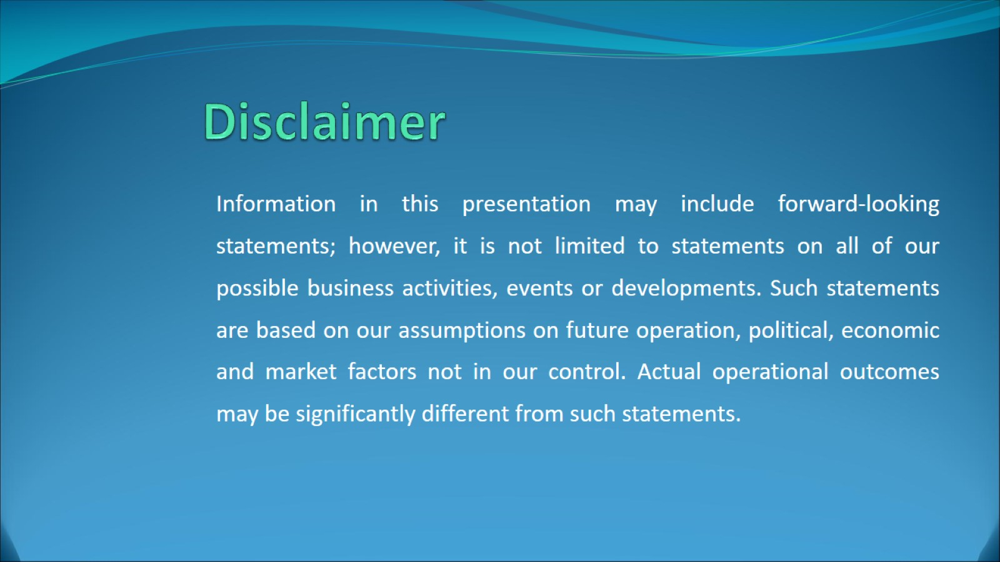 Disclaimer
Information in this presentation may include forward-looking
statements; however, it is not limited to statements on all of our
possible business activities, events or developments. Such statements
are based on our assumptions on future operation, political, economic
and market factors not in our control. Actual operational outcomes
may be significantly different from such statements.